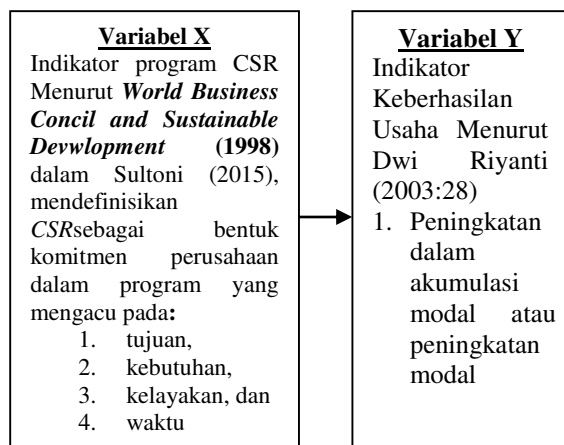 Variabel X
Indikator program CSR
Menurut World Business
Concil and Sustainable
Devwlopment (1998)
dalam Sultoni (2015),
mendefinisikan
CSRsebagai bentuk
komitmen perusahaan
dalam program yang
mengacu pada:
1. tujuan,
2. kebutuhan,
3. kelayakan, dan
4. waktu
Variabel Y
Indikator
Keberhasilan
Usaha Menurut
Dwi Riyanti
(2003:28)
1. Peningkatan
dalam
akumulasi
modal atau
peningkatan
modal